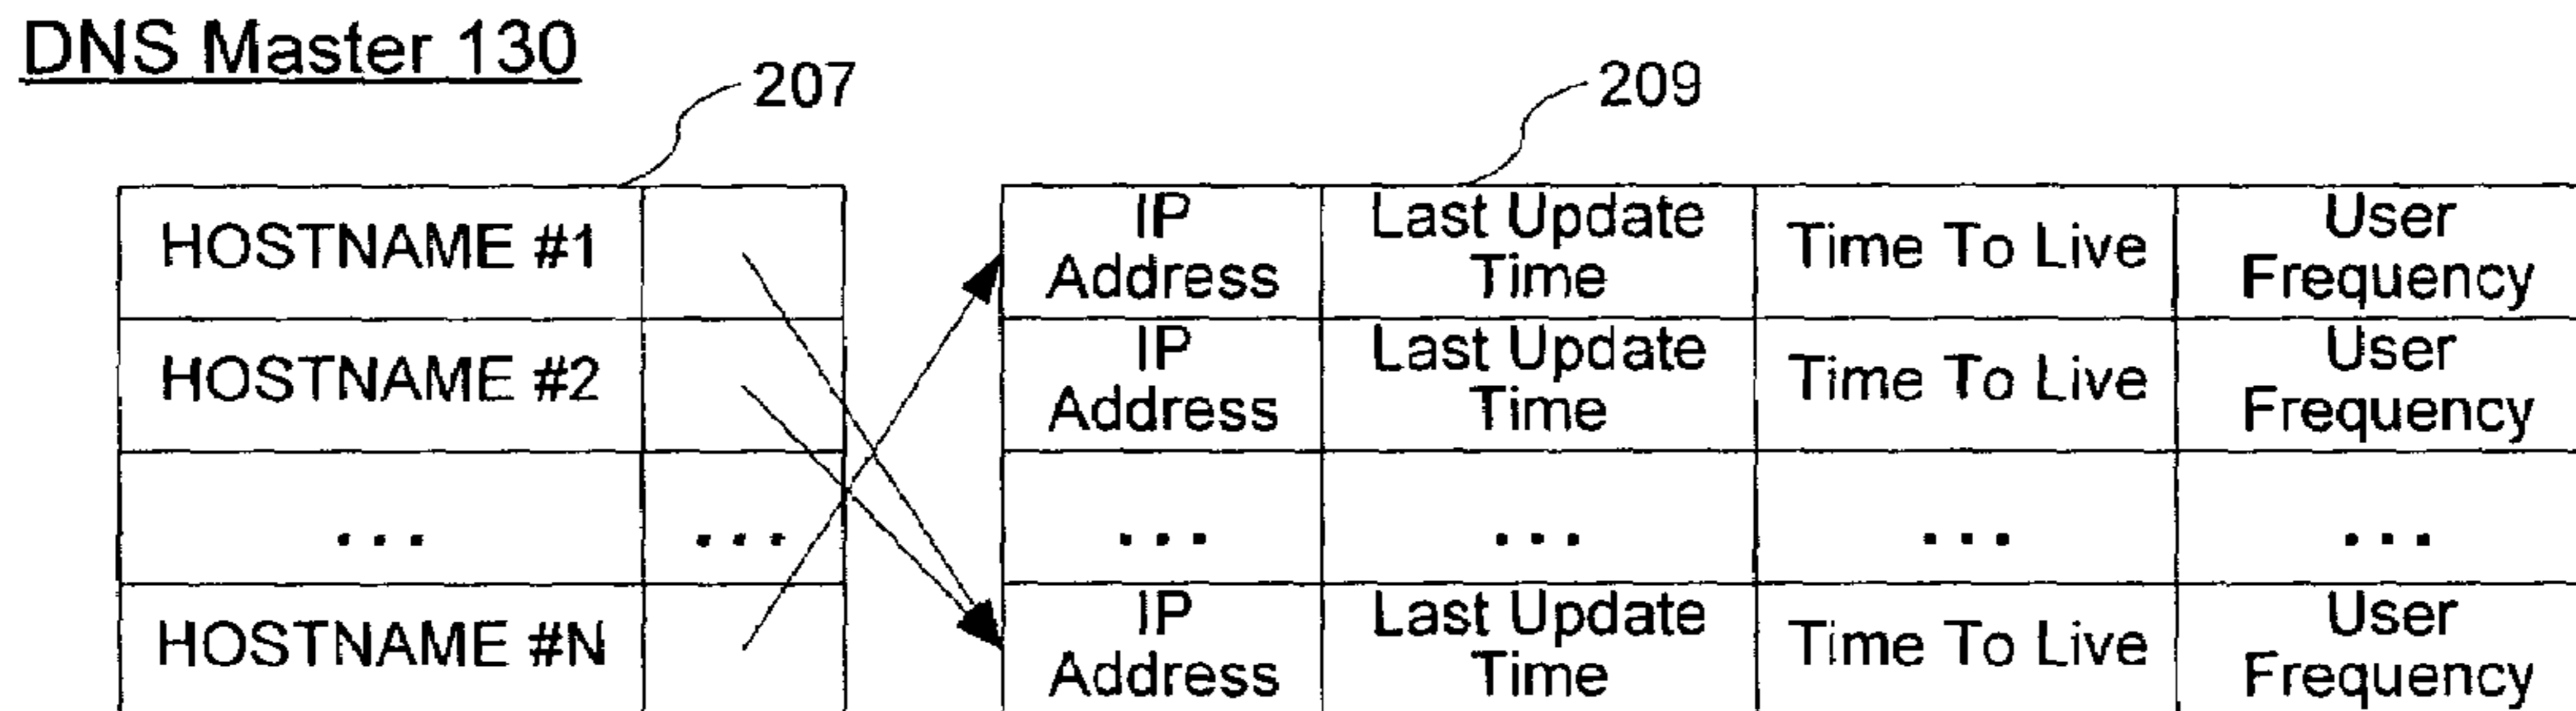 DNS Master 130
207
209
HOSTNAME #1
IP
Address
Last Update
Time
Time To Live
User
Frequency
HOSTNAME #2
IP
Address
Last Update
Time
Time To Live
User
Frequency
... ... ... ... ... ...
HOSTNAME #N
IP
Address
Last Update
Time
Time To Live
User
Frequency